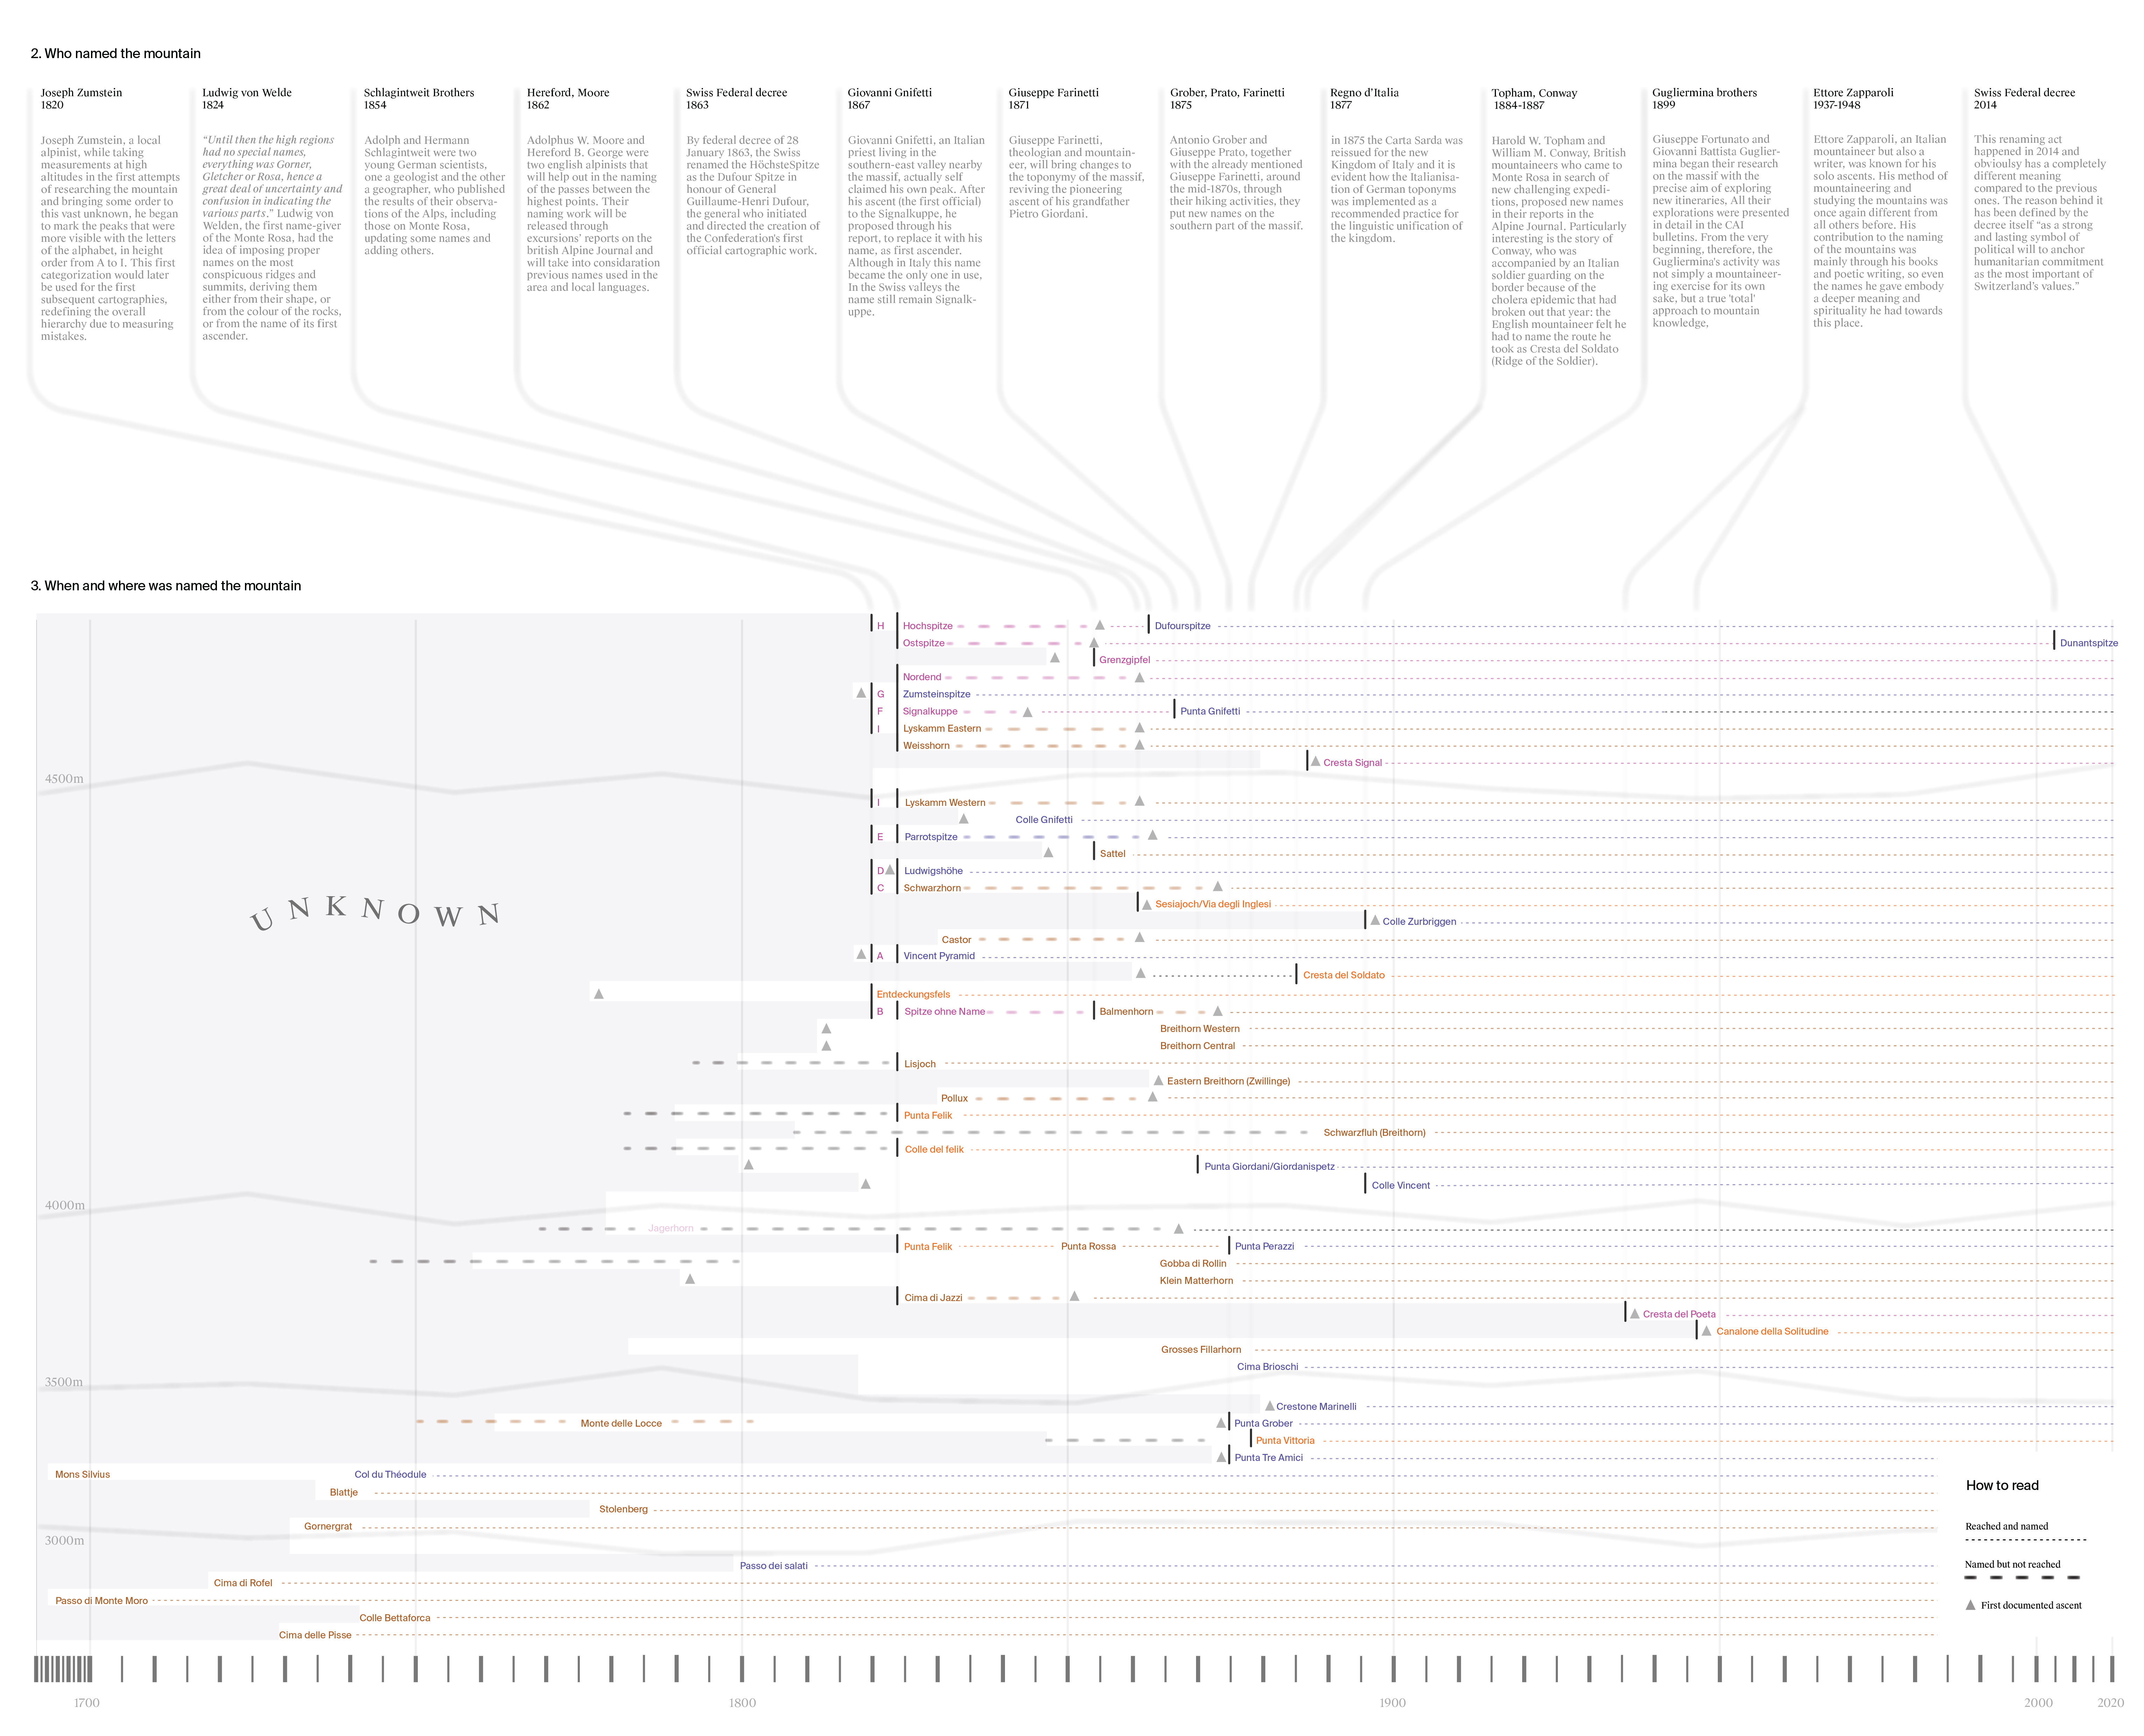 2. Who named the mountain
Joseph Zumstein
1820
Joseph Zumstein, a local
alpinist, while taking
measurements at high
altitudes in the first attempts
of researching the mountain
and bringing some order to
this vast unknown, he began
to mark the peaks that were
more visible with the letters
of the alphabet, in height
order from A to I. This first
categorization would later
be used for the first
subsequent cartographies,
redefining the overall
hierarchy due to measuring
mistakes.
Ludwig von Welde
1824
“Until then the high regions
had no special names,
everything was Gorner,
Gletcher or Rosa, hence a
great deal of uncertainty and
confusion in indicating the
various parts.” Ludwig von
Welden, the first name-giver
of the Monte Rosa, had the
idea of imposing proper
names on the most
conspicuous ridges and
summits, deriving them
either from their shape, or
from the colour of the rocks,
or from the name of its first
ascender.
Schlagintweit Brothers
1854
Adolph and Hermann
Schlagintweit were two
young German scientists,
one a geologist and the other
a geographer, who published
the results of their observa-
tions of the Alps, including
those on Monte Rosa,
updating some names and
adding others.
Hereford, Moore
1862
Adolphus W. Moore and
Hereford B. George were
two english alpinists that
will help out in the naming
of the passes between the
highest points. Their
naming work will be
released through
excursions’ reports on the
british Alpine Journal and
will take into considaration
previous names used in the
area and local languages.
Swiss Federal decree
1863
By federal decree of 28
January 1863, the Swiss
renamed the HöchsteSpitze
as the Dufour Spitze in
honour of General
Guillaume-Henri Dufour,
the general who initiated
and directed the creation of
the Confederation's first
official cartographic work.
Giovanni Gnifetti
1867
Giovanni Gnifetti, an Italian
priest living in the
southern-east valley nearby
the massif, actually self
claimed his own peak. After
his ascent (the first official)
to the Signalkuppe, he
proposed through his
report, to replace it with his
name, as first ascender.
Although in Italy this name
became the only one in use,
In the Swiss valleys the
name still remain Signalk-
uppe.
Giuseppe Farinetti
1871
Giuseppe Farinetti,
theologian and mountain-
eer, will bring changes to
the toponymy of the massif,
reviving the pioneering
ascent of his grandfather
Pietro Giordani.
Grober, Prato, Farinetti
1875
Antonio Grober and
Giuseppe Prato, together
with the already mentioned
Giuseppe Farinetti, around
the mid-1870s, through
their hiking activities, they
put new names on the
southern part of the massif.
Regno d’Italia
1877
in 1875 the Carta Sarda was
reissued for the new
Kingdom of Italy and it is
evident how the Italianisa-
tion of German toponyms
was implemented as a
recommended practice for
the linguistic unification of
the kingdom.
Topham, Conway
1884-1887
Harold W. Topham and
William M. Conway, British
mountaineers who came to
Monte Rosa in search of
new challenging expedi-
tions, proposed new names
in their reports in the
Alpine Journal. Particularly
interesting is the story of
Conway, who was
accompanied by an Italian
soldier guarding on the
border because of the
cholera epidemic that had
broken out that year: the
English mountaineer felt he
had to name the route he
took as Cresta del Soldato
(Ridge of the Soldier).
Gugliermina brothers
1899
Giuseppe Fortunato and
Giovanni Battista Guglier-
mina began their research
on the massif with the
precise aim of exploring
new itineraries, All their
explorations were presented
in detail in the CAI
bulletins. From the very
beginning, therefore, the
Gugliermina's activity was
not simply a mountaineer-
ing exercise for its own
sake, but a true 'total'
approach to mountain
knowledge,
Ettore Zapparoli
1937-1948
Ettore Zapparoli, an Italian
mountaineer but also a
writer, was known for his
solo ascents. His method of
mountaineering and
studying the mountains was
once again different from
all others before. His
contribution to the naming
of the mountains was
mainly through his books
and poetic writing, so even
the names he gave embody
a deeper meaning and
spirituality he had towards
this place.
Swiss Federal decree
2014
This renaming act
happened in 2014 and
obvioulsy has a completely
different meaning
compared to the previous
ones. The reason behind it
has been defined by the
decree itself “as a strong
and lasting symbol of
political will to anchor
humanitarian commitment
as the most important of
Switzerland’s values.”
3. When and where was named the mountain
H Hochspitze Dufourspitze
Ostspitze Dunantspitze
Grenzgipfel
Nordend
G Zumsteinspitze
F Signalkuppe Punta Gnifetti
I Lyskamm Eastern
Weisshorn
Cresta Signal
4500m
I Lyskamm Western
Colle Gnifetti
E Parrotspitze
Sattel
D Ludwigshöhe
C Schwarzhorn
UNKNOWN
Sesiajoch/Via degli Inglesi
Colle Zurbriggen
Castor
A Vincent Pyramid
Cresta del Soldato
Entdeckungsfels
B Spitze ohne Name Balmenhorn
Breithorn Western
Breithorn Central
Lisjoch
Eastern Breithorn (Zwillinge)
Pollux
Punta Felik
Schwarzfluh (Breithorn)
Colle del felik
Punta Giordani/Giordanispetz
Colle Vincent
4000m
Jagerhorn
Punta Felik Punta Rossa Punta Perazzi
Gobba di Rollin
Klein Matterhorn
Cima di Jazzi
Cresta del Poeta
Canalone della Solitudine
Grosses Fillarhorn
Cima Brioschi
3500m
Crestone Marinelli
Monte delle Locce Punta Grober
Punta Vittoria
Punta Tre Amici
Mons Silvius Col du Théodule
Blattje
Stolenberg
Gornergrat
3000m
Passo dei salati
Cima di Rofel
Passo di Monte Moro
Colle Bettaforca
Cima delle Pisse
How to read
Reached and named
Named but not reached
First documented ascent
1700 1800 1900 2000 2020